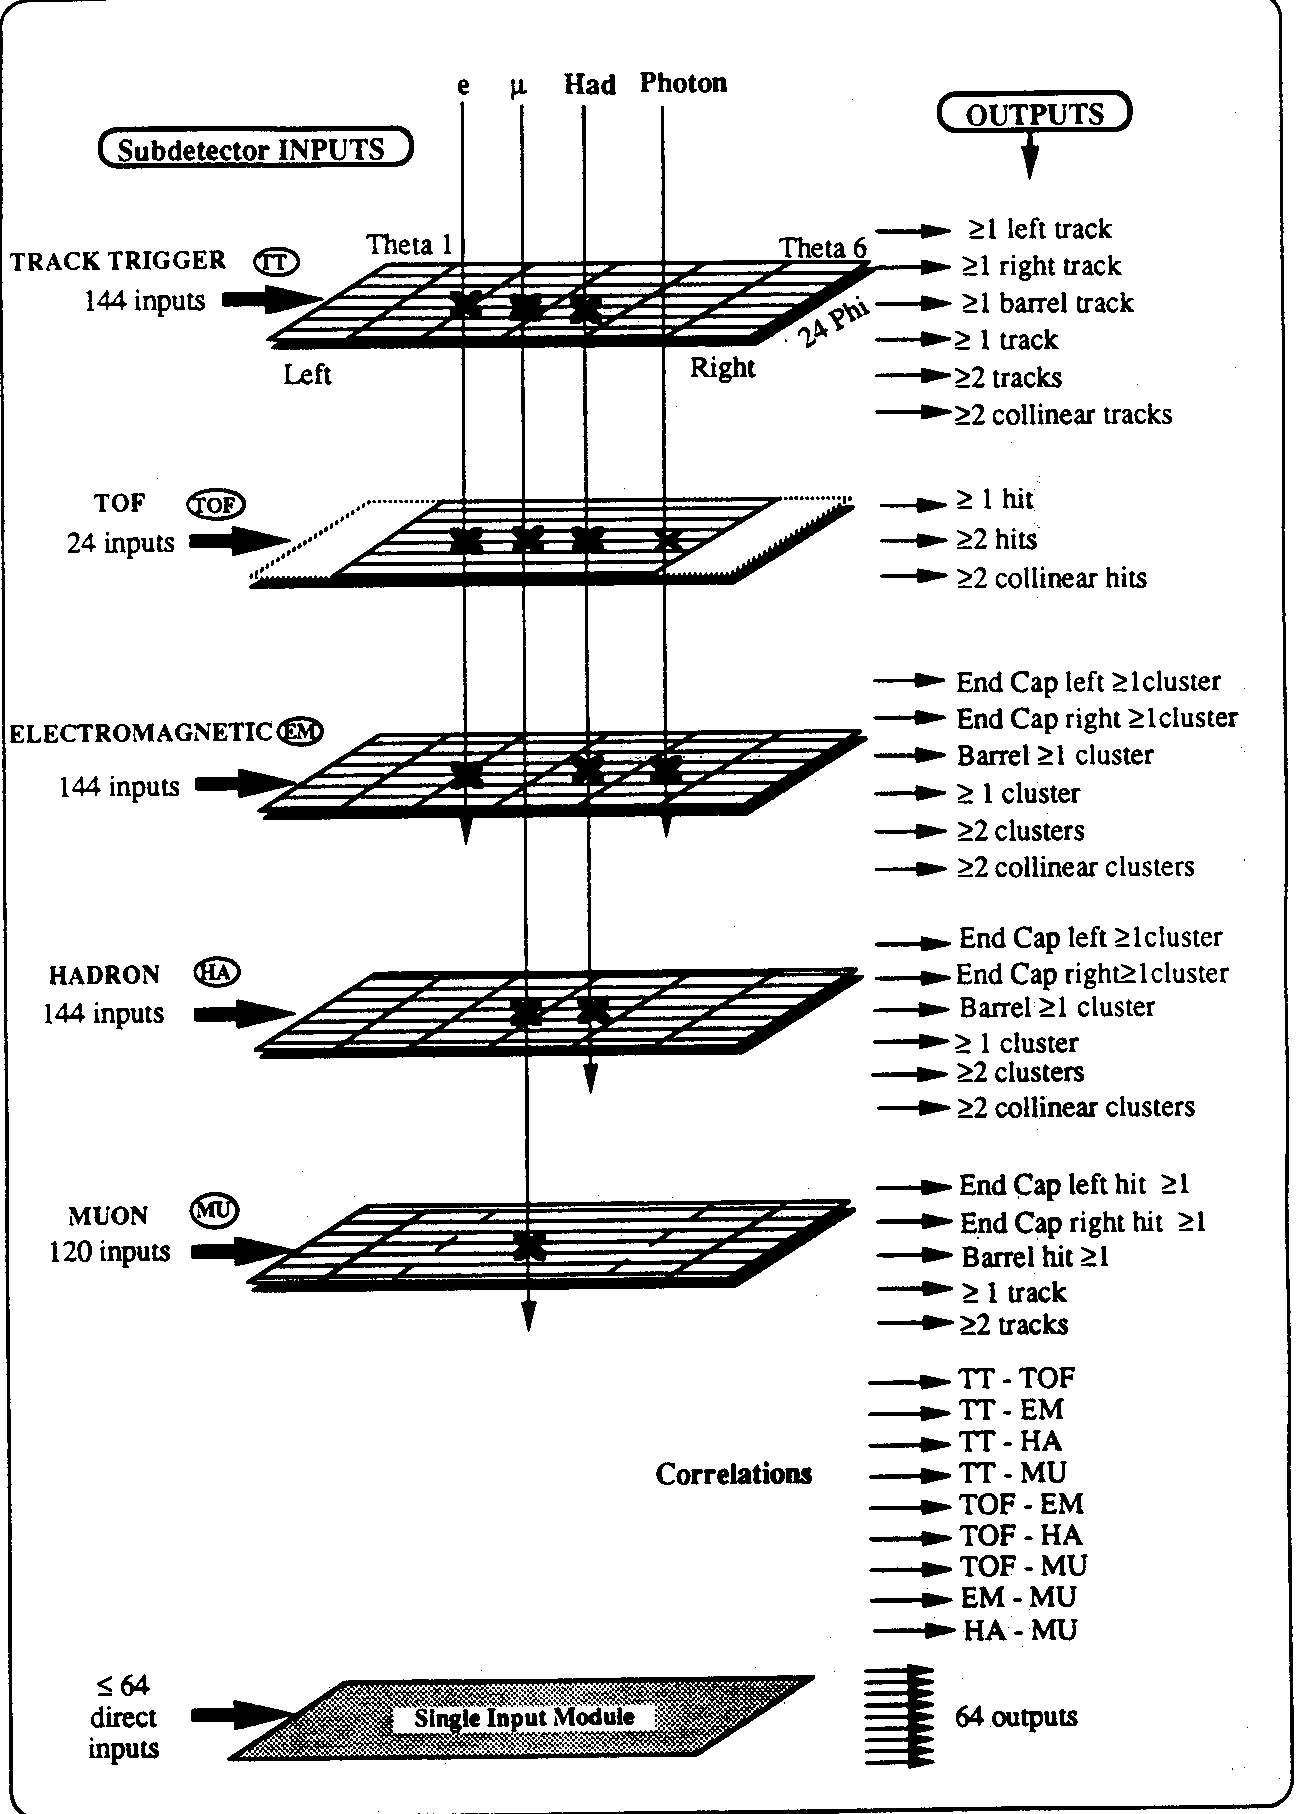 e µ Had Photon
Subdetector INPUTS
OUTPUTS
TRACK TRIGGER TT
144 inputs
Theta 1
Theta 6
24 Phi
Left
Right
≥1 left track
≥1 right track
≥1 barrel track
≥ 1 track
≥2 tracks
≥2 collinear tracks
TOF TOF
24 inputs
≥ 1 hit
≥2 hits
≥2 collinear hits
ELECTROMAGNETIC EM
144 inputs
End Cap left ≥1cluster
End Cap right ≥1cluster
Barrel ≥1 cluster
≥ 1 cluster
≥2 clusters
≥2 collinear clusters
HADRON HA
144 inputs
End Cap left ≥1cluster
End Cap right≥1cluster
Barrel ≥1 cluster
≥ 1 cluster
≥2 clusters
≥2 collinear clusters
MUON MU
120 inputs
End Cap left hit ≥1
End Cap right hit ≥1
Barrel hit ≥1
≥ 1 track
≥2 tracks
Correlations
TT - TOF
TT - EM
TT - HA
TT - MU
TOF - EM
TOF - HA
TOF - MU
EM - MU
HA - MU
≤ 64
direct
inputs
Single Input Module
64 outputs